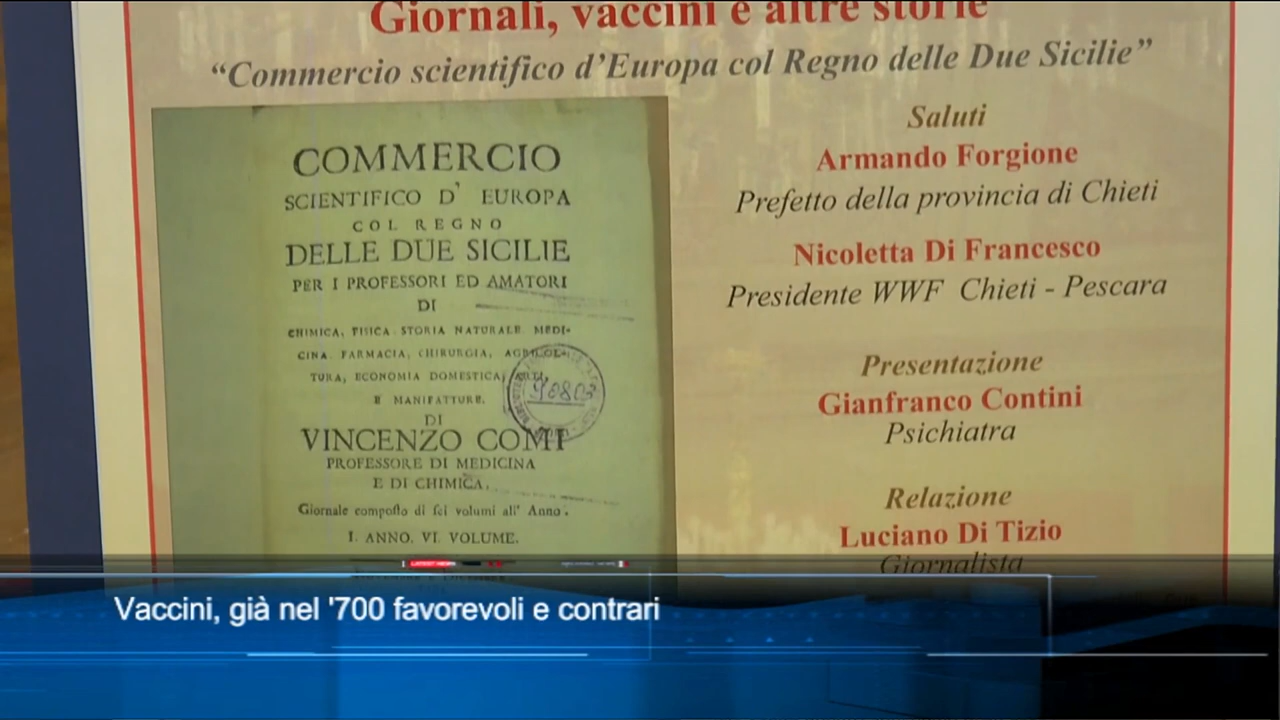 Giornali, vaccini e altre storie
“Commercio scientifico d’Europa col Regno delle Due Sicilie”
COMMERCIO
SCIENTIFICO D' EUROPA
COL REGNO
DELLE DUE SICILIE
PER I PROFESSORI ED AMATORI
DI
CHIMICA, FISICA STORIA NATURALE MEDI-
CINA FARMACIA, CHIRURGIA, AGRICOL-
TURA, ECONOMIA DOMESTICA, ARTI,
E MANIFATTURE.
DI
VINCENZO COMI
PROFESSORE DI MEDICINA
E DI CHIMICA.
Giornale composto di sei volumi all' Anno.
I. ANNO. VI. VOLUME.
Saluti
Armando Forgione
Prefetto della provincia di Chieti
Nicoletta Di Francesco
Presidente WWF Chieti - Pescara
Presentazione
Gianfranco Contini
Psichiatra
Relazione
Luciano Di Tizio
Giornalista
LATEST NEWS
Vaccini, già nel '700 favorevoli e contrari